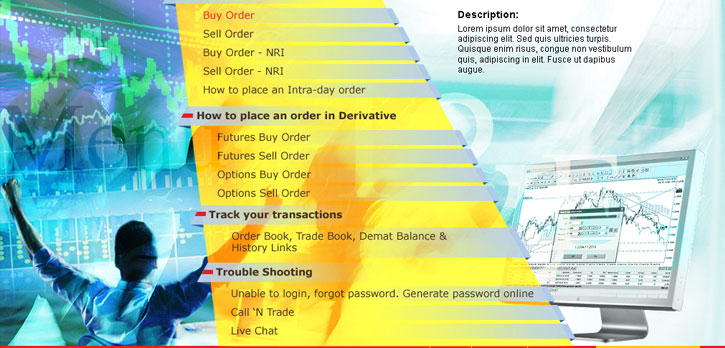 Buy Order
Sell Order
Buy Order - NRI
Sell Order - NRI
How to place an Intra-day order
How to place an order in Derivative
Futures Buy Order
Futures Sell Order
Options Buy Order
Options Sell Order
Track your transactions
Order Book, Trade Book, Demat Balance &
History Links
Trouble Shooting
Unable to login, forgot password. Generate password online
Call ‘N Trade
Live Chat
Description:
Lorem ipsum dolor sit amet, consectetur
adipiscing elit. Sed quis ultricies turpis.
Quisque enim risus, congue non vestibulum
quis, adipiscing in elit. Fusce ut dapibus
augue.